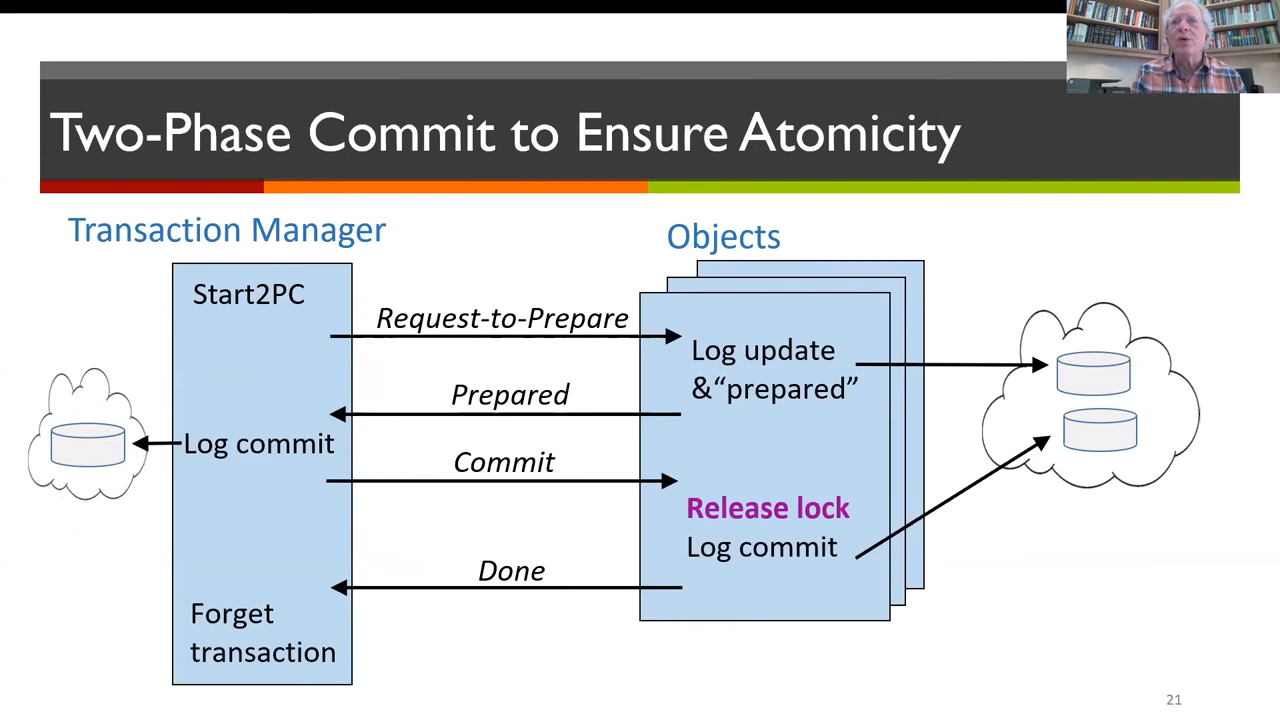 Two-Phase Commit to Ensure Atomicity
Transaction Manager
Objects
Start2PC
Request-to-Prepare
Log update
&“prepared”
Prepared
Log commit
Commit
Release lock
Log commit
Done
Forget
transaction
21